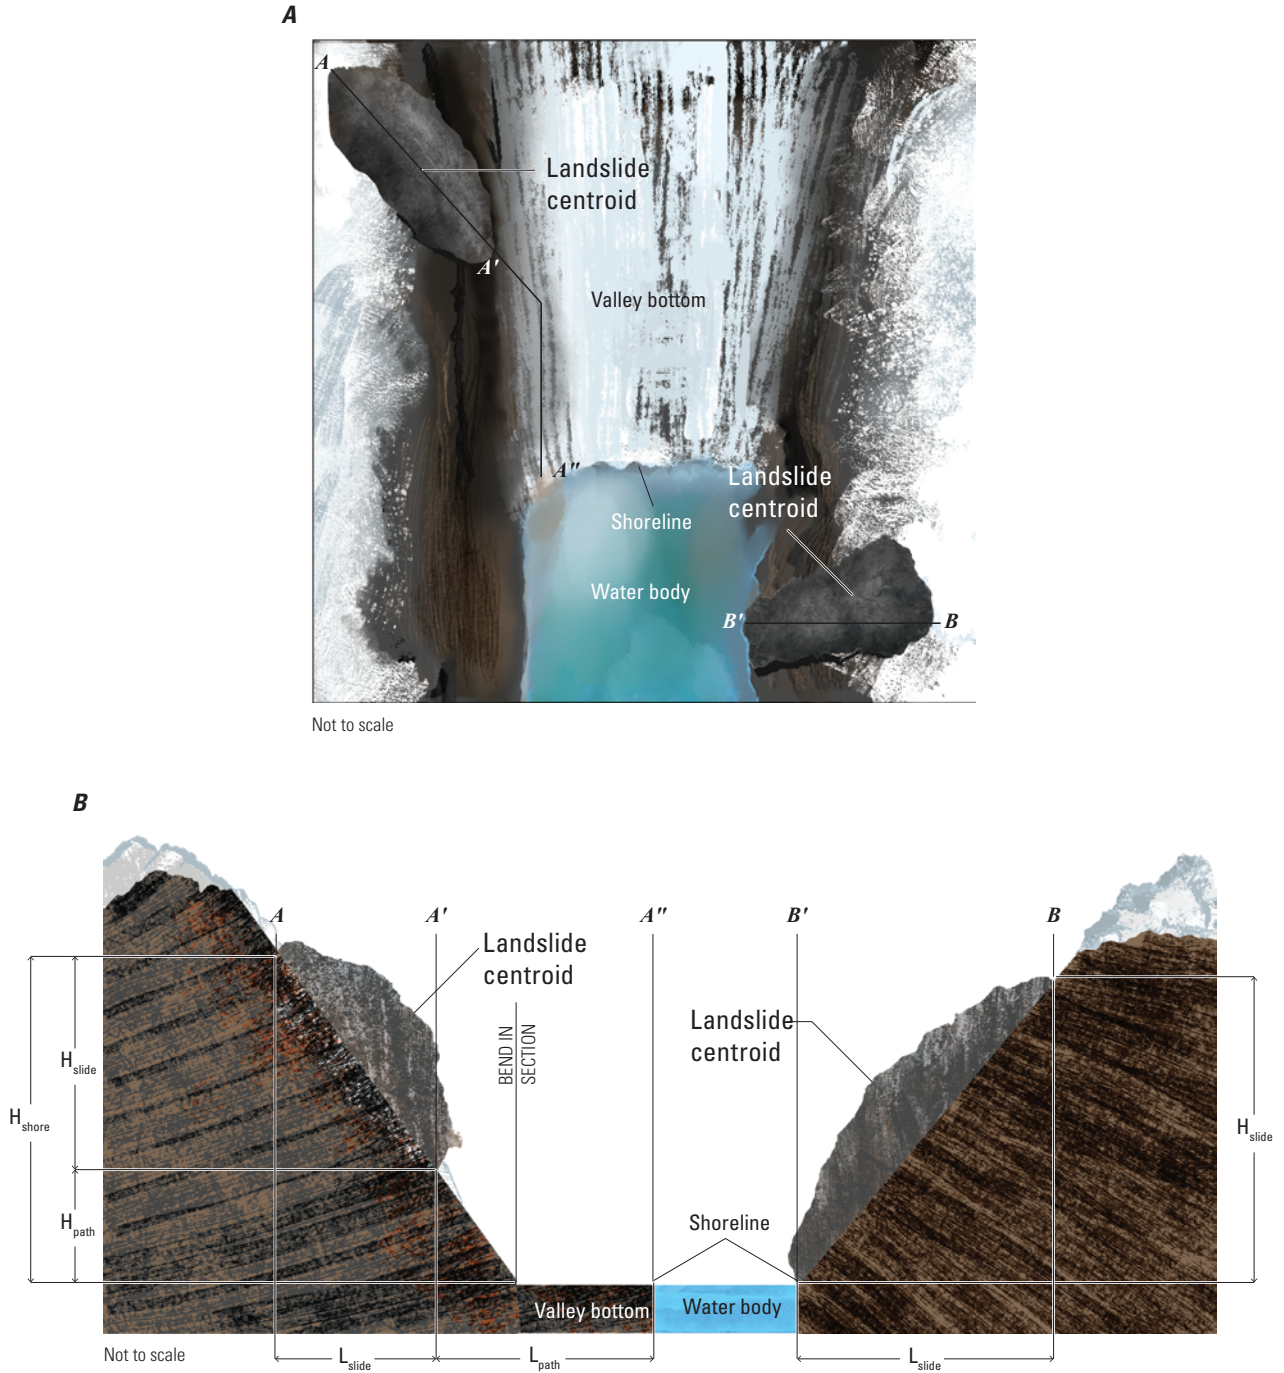 A
A
Landslide
centroid
A'
Valley bottom
A"
Landslide
centroid
Shoreline
Water body
B'
B
Not to scale
B
A
A'
A"
B'
B
Landslide
centroid
BEND IN
SECTION
Landslide
centroid
H slide
H shore
H slide
H path
Shoreline
Valley bottom
Water body
Not to scale
L slide
L path
L slide